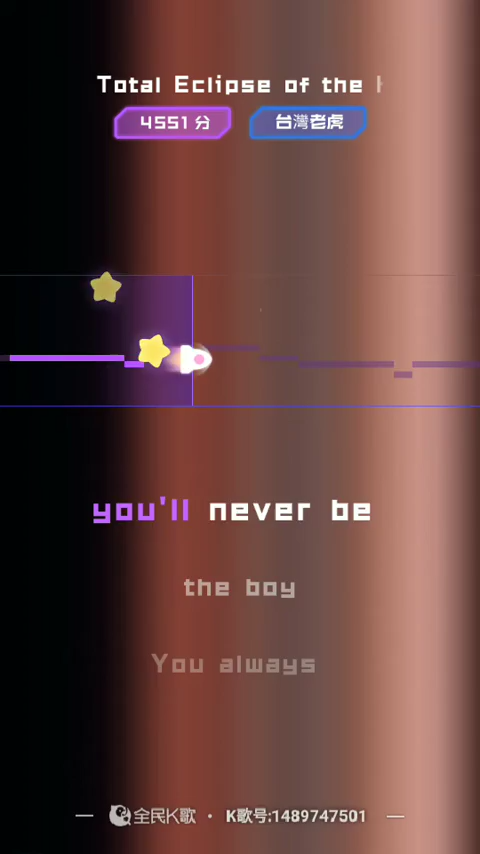 Total Eclipse of the
4551 分
台灣老虎
you'll never be
the boy
You always
全民K歌 · K歌号:1489747501